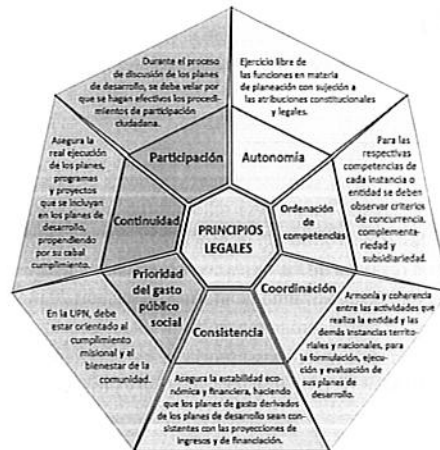 PRINCIPIOS
LEGALES
Autonomía
Ejercicio libre de
las funciones en materia
de planeación con sujeción a
las atribuciones constitucionales
y legales.
Ordenación de
competencias
Para las
respectivas
competencias de
cada instancia o
entidad se deben
observar criterios
de concurrencia,
complementa-
riedad y
subsidiariedad.
Coordinación
Armonía y coherencia
entre las actividades que
realiza la entidad y las
demás instancias territo-
riales y nacionales, para
la formulación, ejecu-
ción y evaluación de
sus planes de
desarrollo.
Consistencia
Asegura la estabilidad eco-
nómica y financiera, haciendo
que los planes de gasto derivados
de los planes de desarrollo sean con-
sistentes con las proyecciones de
ingresos y de financiación.
Prioridad
del gasto
público
social
En la UPN, debe
estar orientado al
cumplimiento
misional y al
bienestar de la
comunidad.
Continuidad
Asegura la
real ejecución
de los planes,
programas
y proyectos
que se incluyan
en los planes de
desarrollo,
propendiendo
por su cabal
cumplimiento.
Participación
Durante el proceso
de discusión de los planes
de desarrollo, se debe velar por
que se hagan efectivos los procedi-
mientos de participación
ciudadana.